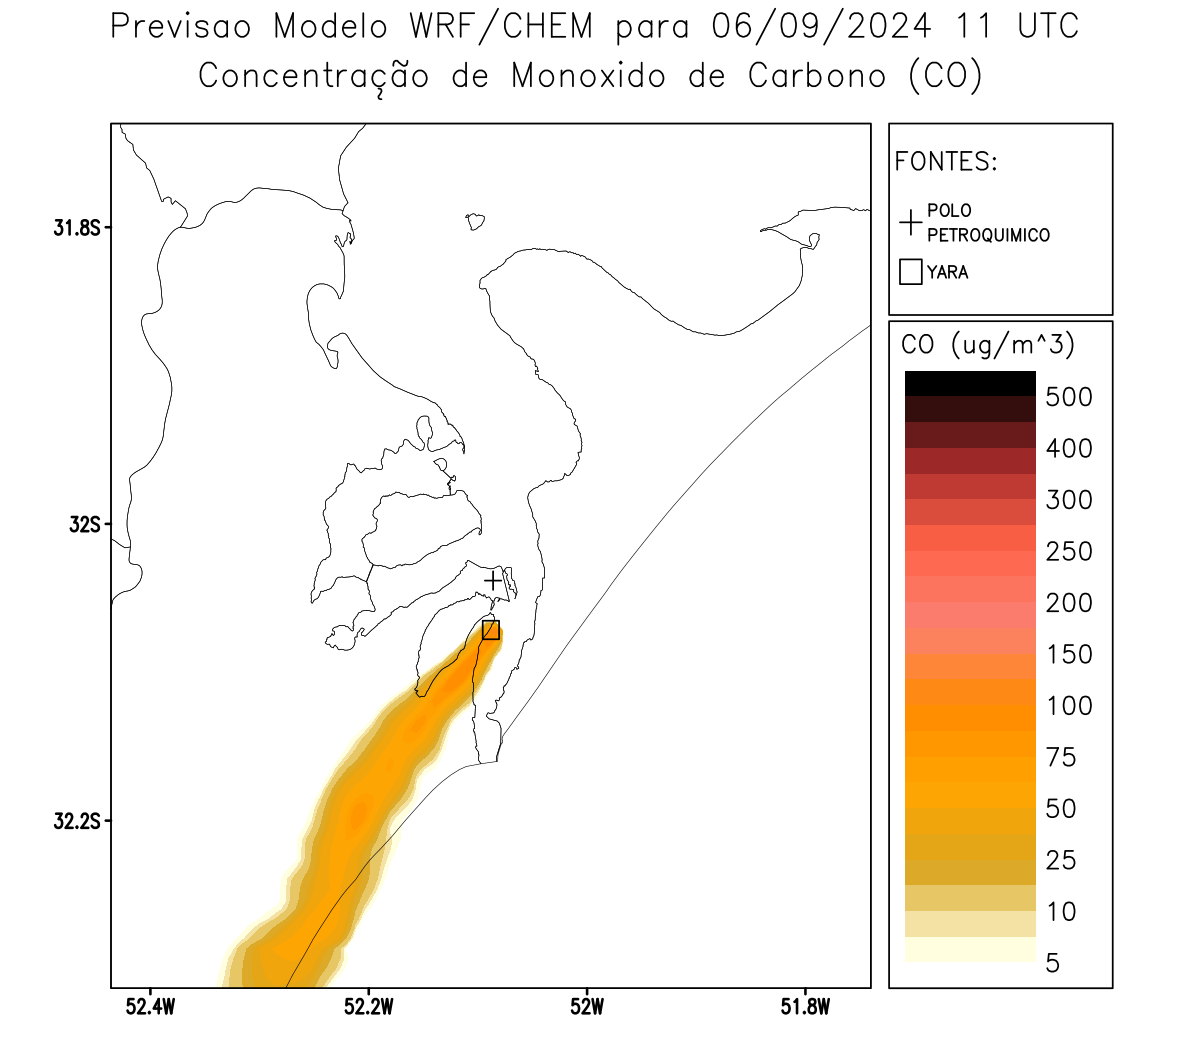 Previsao Modelo WRF/CHEM para 06/09/2024 11 UTC
Concentração de Monoxido de Carbono (CO)
FONTES:
POLO
PETROQUIMICO
YARA
CO (ug/m^3)
500
400
300
250
200
150
100
75
50
25
10
5
31.8S
32S
32.2S
52.4W
52.2W
52W
51.8W